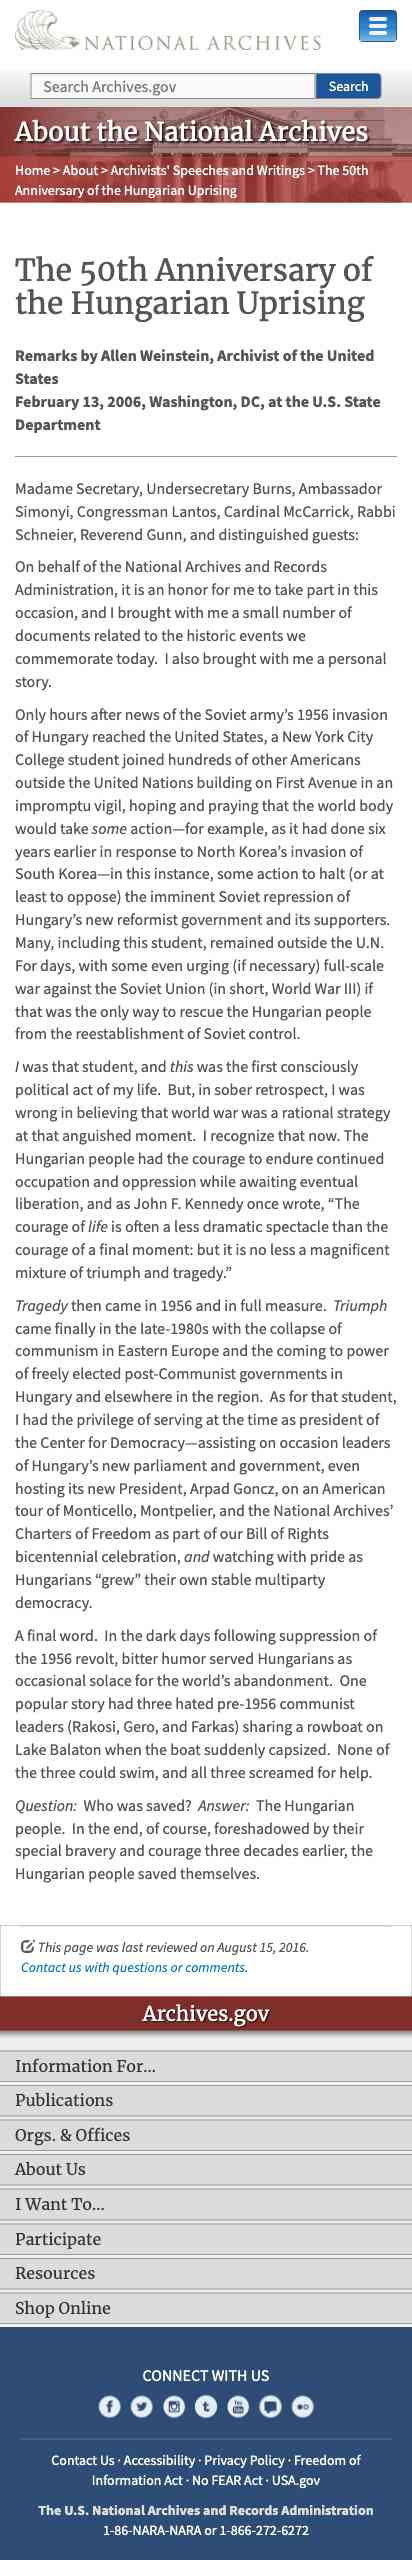 NATIONAL ARCHIVES
Search Archives.gov
Search
About the National Archives
Home > About > Archivists' Speeches and Writings > The 50th
Anniversary of the Hungarian Uprising
The 50th Anniversary of
the Hungarian Uprising
Remarks by Allen Weinstein, Archivist of the United
States
February 13, 2006, Washington, DC, at the U.S. State
Department
Madame Secretary, Undersecretary Burns, Ambassador
Simonyi, Congressman Lantos, Cardinal McCarrick, Rabbi
Schneier, Reverend Gunn, and distinguished guests:
On behalf of the National Archives and Records
Administration, it is an honor for me to take part in this
occasion, and I brought with me a small number of
documents related to the historic events we
commemorate today.  I also brought with me a personal
story.
Only hours after news of the Soviet army’s 1956 invasion
of Hungary reached the United States, a New York City
College student joined hundreds of other Americans
outside the United Nations building on First Avenue in an
impromptu vigil, hoping and praying that the world body
would take some action—for example, as it had done six
years earlier in response to North Korea’s invasion of
South Korea—in this instance, some action to halt (or at
least to oppose) the imminent Soviet repression of
Hungary’s new reformist government and its supporters.
Many, including this student, remained outside the U.N.
For days, with some even urging (if necessary) full-scale
war against the Soviet Union (in short, World War III) if
that was the only way to rescue the Hungarian people
from the reestablishment of Soviet control.
I was that student, and this was the first consciously
political act of my life.  But, in sober retrospect, I was
wrong in believing that world war was a rational strategy
at that anguished moment.  I recognize that now. The
Hungarian people had the courage to endure continued
occupation and oppression while awaiting eventual
liberation, and as John F. Kennedy once wrote, “The
courage of life is often a less dramatic spectacle than the
courage of a final moment: but it is no less a magnificent
mixture of triumph and tragedy.”
Tragedy then came in 1956 and in full measure.  Triumph
came finally in the late-1980s with the collapse of
communism in Eastern Europe and the coming to power
of freely elected post-Communist governments in
Hungary and elsewhere in the region.  As for that student,
I had the privilege of serving at the time as president of
the Center for Democracy—assisting on occasion leaders
of Hungary’s new parliament and government, even
hosting its new President, Arpad Goncz, on an American
tour of Monticello, Montpelier, and the National Archives’
Charters of Freedom as part of our Bill of Rights
bicentennial celebration, and watching with pride as
Hungarians “grew” their own stable multiparty
democracy.
A final word.  In the dark days following suppression of
the 1956 revolt, bitter humor served Hungarians as
occasional solace for the world’s abandonment.  One
popular story had three hated pre-1956 communist
leaders (Rakosi, Gero, and Farkas) sharing a rowboat on
Lake Balaton when the boat suddenly capsized.  None of
the three could swim, and all three screamed for help.
Question:  Who was saved?  Answer:  The Hungarian
people.  In the end, of course, foreshadowed by their
special bravery and courage three decades earlier, the
Hungarian people saved themselves.
This page was last reviewed on August 15, 2016.
Contact us with questions or comments.
Archives.gov
Information For…
Publications
Orgs. & Offices
About Us
I Want To…
Participate
Resources
Shop Online
CONNECT WITH US
Contact Us · Accessibility · Privacy Policy · Freedom of
Information Act · No FEAR Act · USA.gov
The U.S. National Archives and Records Administration
1-86-NARA-NARA or 1-866-272-6272